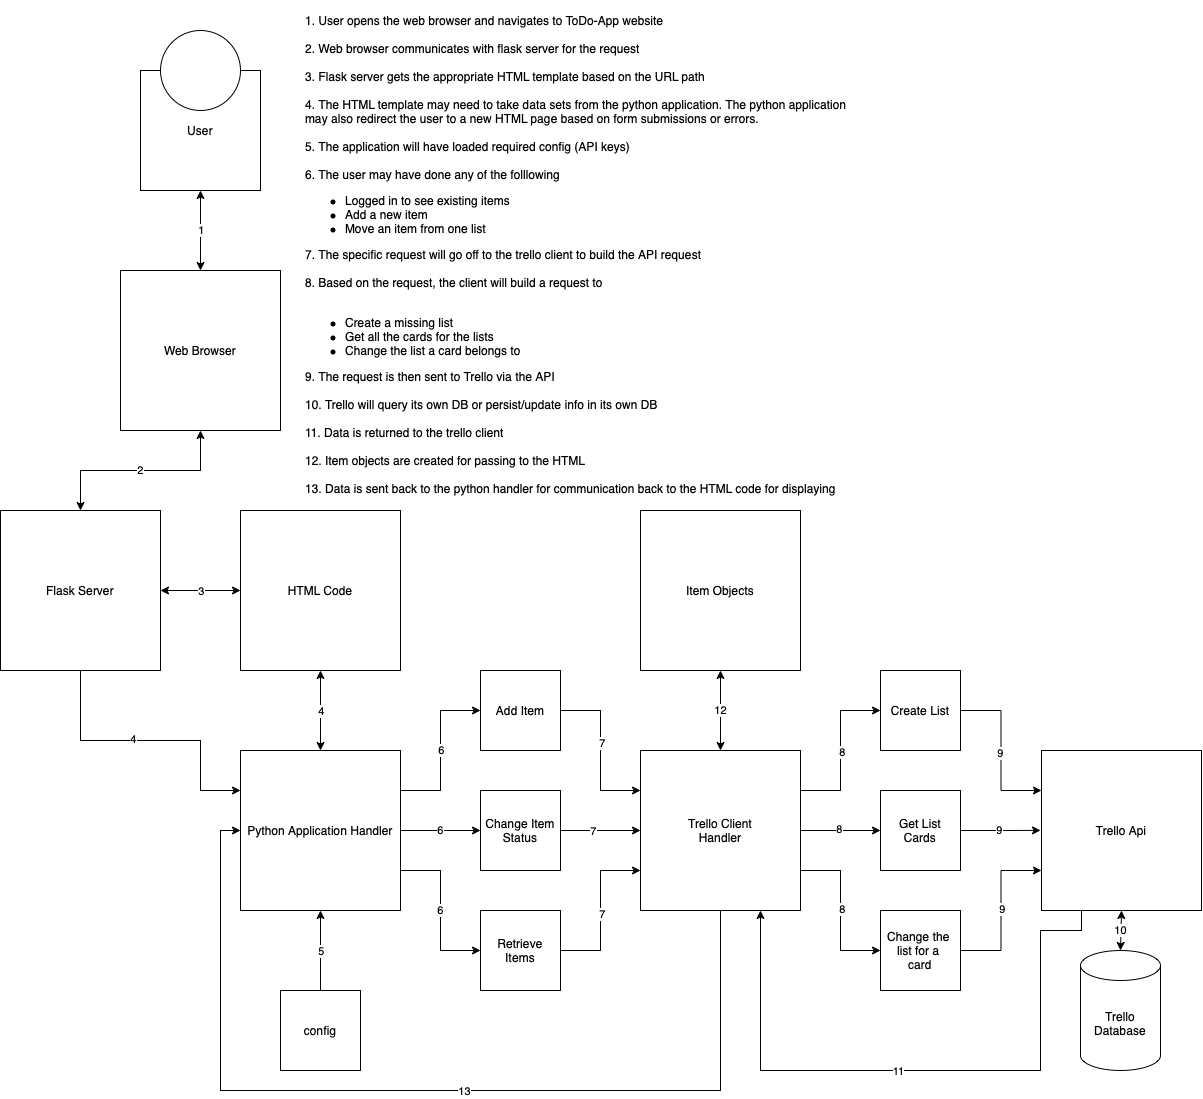 1. User opens the web browser and navigates to ToDo-App website
2. Web browser communicates with flask server for the request
3. Flask server gets the appropriate HTML template based on the URL path
4. The HTML template may need to take data sets from the python application. The python application
may also redirect the user to a new HTML page based on form submissions or errors.
5. The application will have loaded required config (API keys)
6. The user may have done any of the folllowing
• Logged in to see existing items
• Add a new item
• Move an item from one list
7. The specific request will go off to the trello client to build the API request
8. Based on the request, the client will build a request to
• Create a missing list
• Get all the cards for the lists
• Change the list a card belongs to
9. The request is then sent to Trello via the API
10. Trello will query its own DB or persist/update info in its own DB
11. Data is returned to the trello client
12. Item objects are created for passing to the HTML
13. Data is sent back to the python handler for communication back to the HTML code for displaying
User
1
Web Browser
2
Flask Server
3
HTML Code
Item Objects
4
4
12
Add Item
Create List
6
7
8
9
Python Application Handler
6
Change Item
Status
7
Trello Client
Handler
8
Get List
Cards
9
Trello Api
6
7
8
9
10
5
Retrieve
Items
Change the
list for a
card
config
Trello
Database
11
13